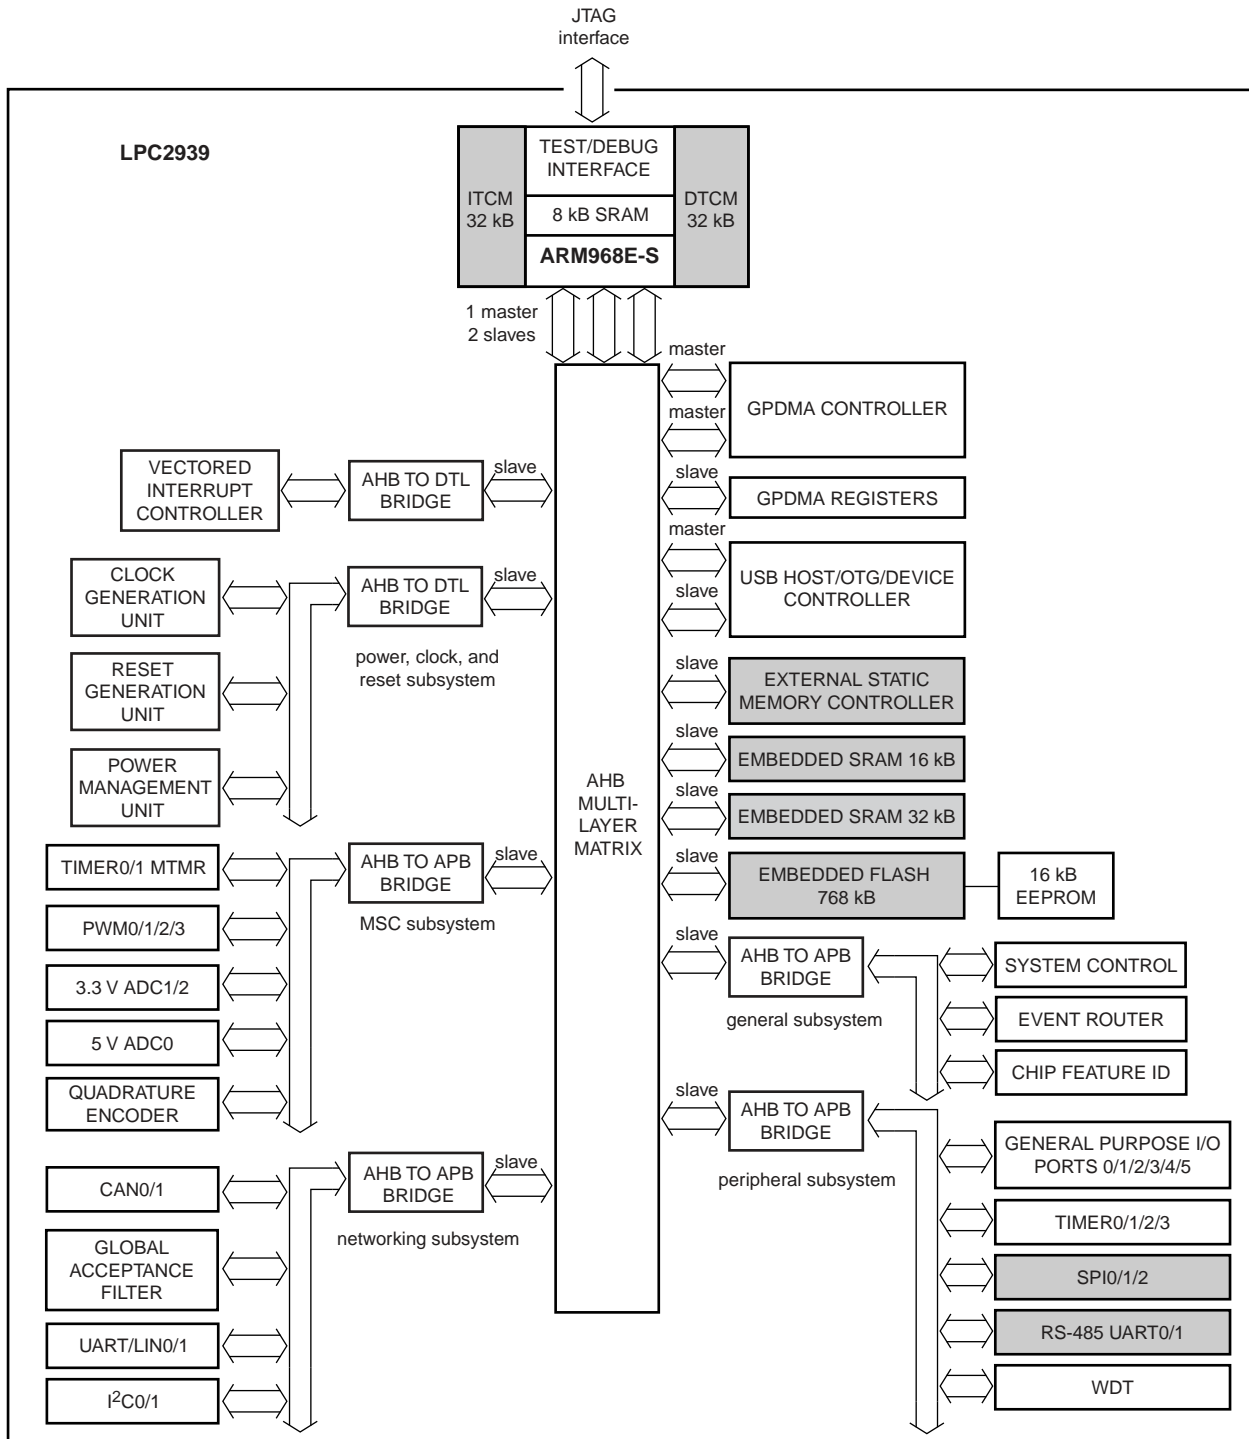 JTAG
interface
LPC2939
ITCM
32 kB
TEST/DEBUG
INTERFACE
8 kB SRAM
ARM968E-S
DTCM
32 kB
1 master
2 slaves
master
GPDMA CONTROLLER
master
VECTORED
INTERRUPT
CONTROLLER
AHB TO DTL
BRIDGE
slave
slave
GPDMA REGISTERS
master
USB HOST/OTG/DEVICE
CONTROLLER
slave
CLOCK
GENERATION
UNIT
AHB TO DTL
BRIDGE
slave
power, clock, and
reset subsystem
RESET
GENERATION
UNIT
POWER
MANAGEMENT
UNIT
slave
EXTERNAL STATIC
MEMORY CONTROLLER
slave
EMBEDDED SRAM 16 kB
slave
EMBEDDED SRAM 32 kB
AHB
MULTI-
LAYER
MATRIX
TIMER0/1 MTMR
AHB TO APB
BRIDGE
slave
MSC subsystem
PWM0/1/2/3
3.3 V ADC1/2
5 V ADC0
QUADRATURE
ENCODER
slave
EMBEDDED FLASH
768 kB
16 kB
EEPROM
slave
AHB TO APB
BRIDGE
general subsystem
SYSTEM CONTROL
EVENT ROUTER
CHIP FEATURE ID
slave
AHB TO APB
BRIDGE
peripheral subsystem
GENERAL PURPOSE I/O
PORTS 0/1/2/3/4/5
TIMER0/1/2/3
SPI0/1/2
RS-485 UART0/1
WDT
CAN0/1
AHB TO APB
BRIDGE
slave
networking subsystem
GLOBAL
ACCEPTANCE
FILTER
UART/LIN0/1
I²C0/1